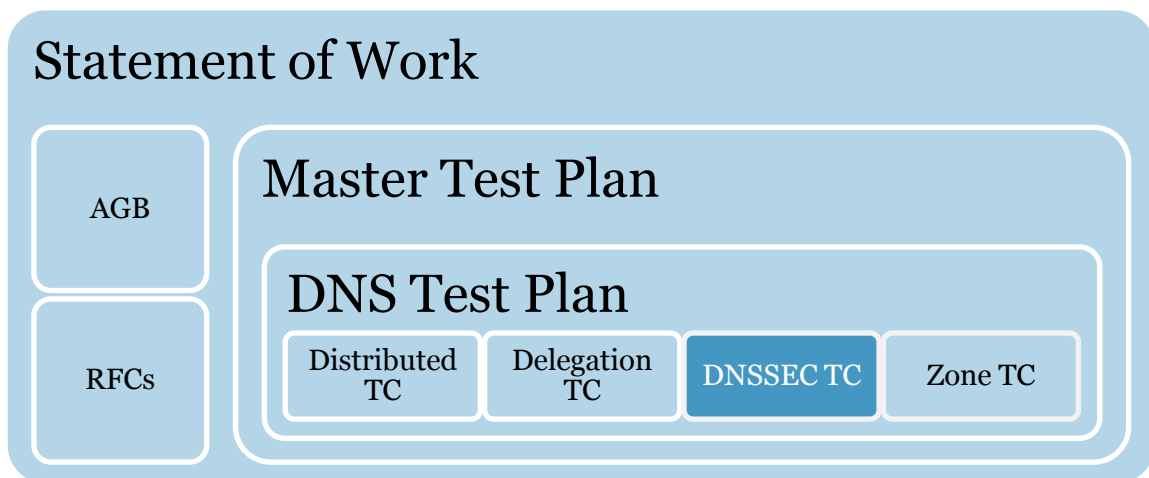 Statement of Work
AGB
RFCs
Master Test Plan
DNS Test Plan
Distributed
TC
Delegation
TC
DNSSEC TC
Zone TC